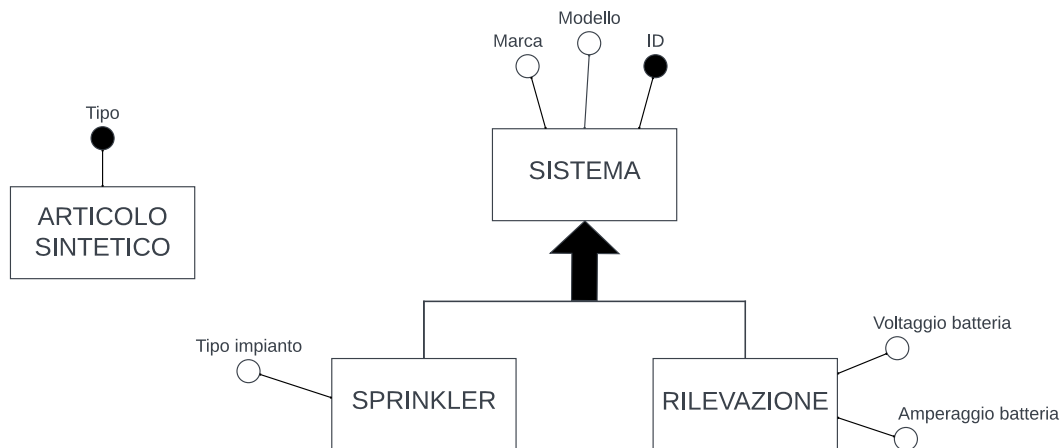 Modello
Marca
ID
Tipo
SISTEMA
ARTICOLO
SINTETICO
Voltaggio batteria
Tipo impianto
SPRINKLER
RILEVAZIONE
Amperaggio batteria